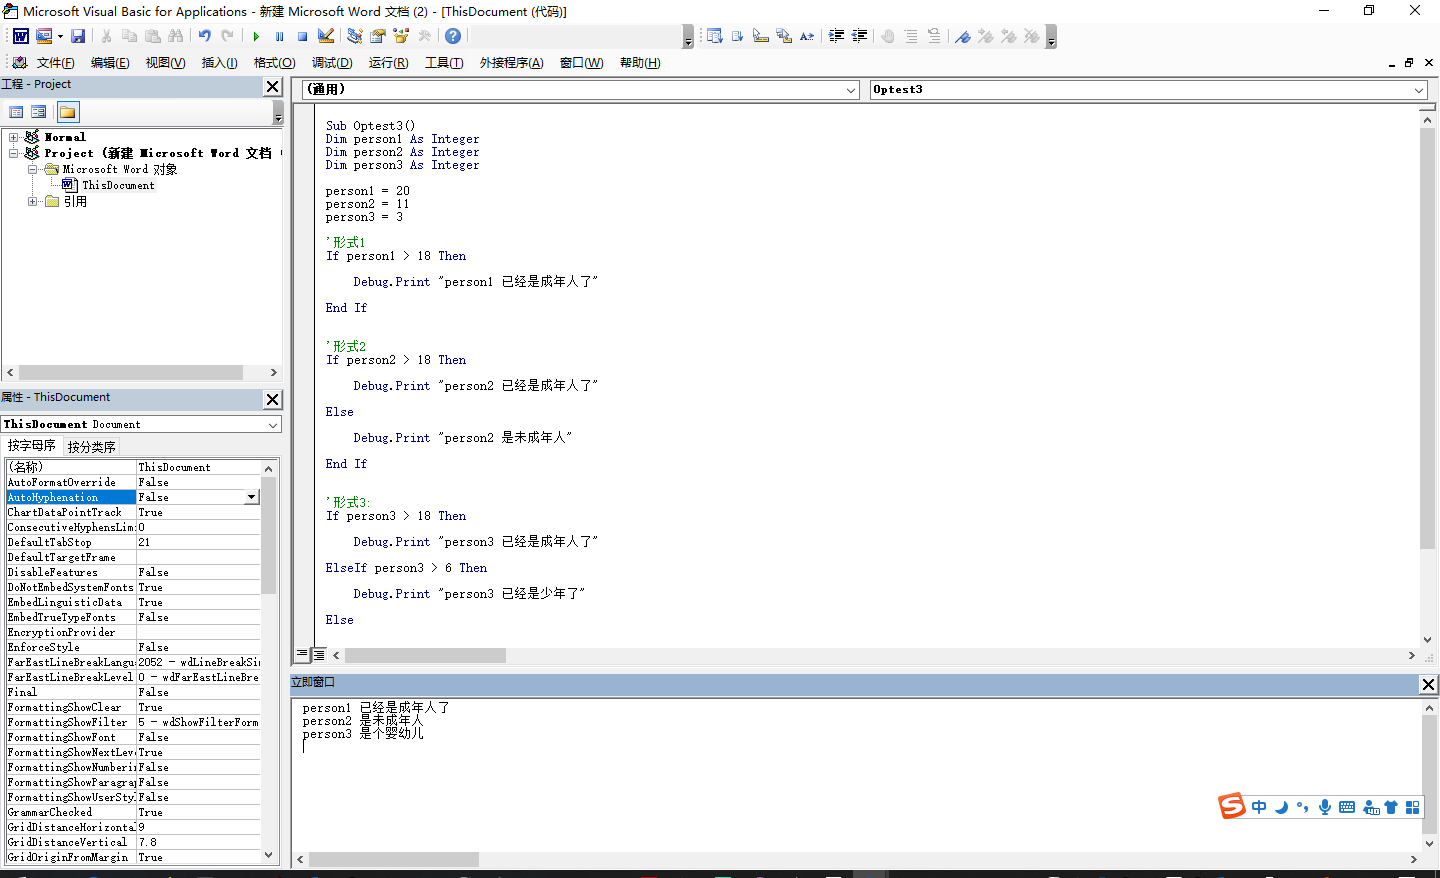 Microsoft Visual Basic for Applications - 新建 Microsoft Word 文档 (2) - [ThisDocument (代码)]
文件(F) 编辑(E) 视图(V) 插入(I) 格式(O) 调试(D) 运行(R) 工具(T) 外接程序(A) 窗口(W) 帮助(H)
工程 - Project
Normal
Project (新建 Microsoft Word 文档
Microsoft Word 对象
ThisDocument
引用
属性 - ThisDocument
ThisDocument Document
按字母序 按分类序
(名称) ThisDocument
AutoFormatOverride False
AutoHyphenation False
ChartDataPointTrack True
ConsecutiveHyphensLim 0
DefaultTabStop 21
DefaultTargetFrame
DisableFeatures False
DoNotEmbedSystemFonts True
EmbedLinguisticData True
EmbedTrueTypeFonts False
EncryptionProvider
EnforceStyle False
FarEastLineBreakLangu 2052 - wdLineBreakSi
FarEastLineBreakLevel 0 - wdFarEastLineBre
Final False
FormattingShowClear True
FormattingShowFilter 5 - wdShowFilterForm
FormattingShowFont False
FormattingShowNextLev True
FormattingShowNumberi False
FormattingShowParagra False
FormattingShowUserSty False
GrammarChecked True
GridDistanceHorizonta 9
GridDistanceVertical 7.8
GridOriginFromMargin True
(通用) Optest3
Sub Optest3()
Dim person1 As Integer
Dim person2 As Integer
Dim person3 As Integer
person1 = 20
person2 = 11
person3 = 3
'形式1
If person1 > 18 Then
Debug.Print "person1 已经是成年人了"
End If
'形式2
If person2 > 18 Then
Debug.Print "person2 已经是成年人了"
Else
Debug.Print "person2 是未成年人"
End If
'形式3:
If person3 > 18 Then
Debug.Print "person3 已经是成年人了"
ElseIf person3 > 6 Then
Debug.Print "person3 已经是少年了"
Else
立即窗口
person1 已经是成年人了
person2 是未成年人
person3 是个婴幼儿
中